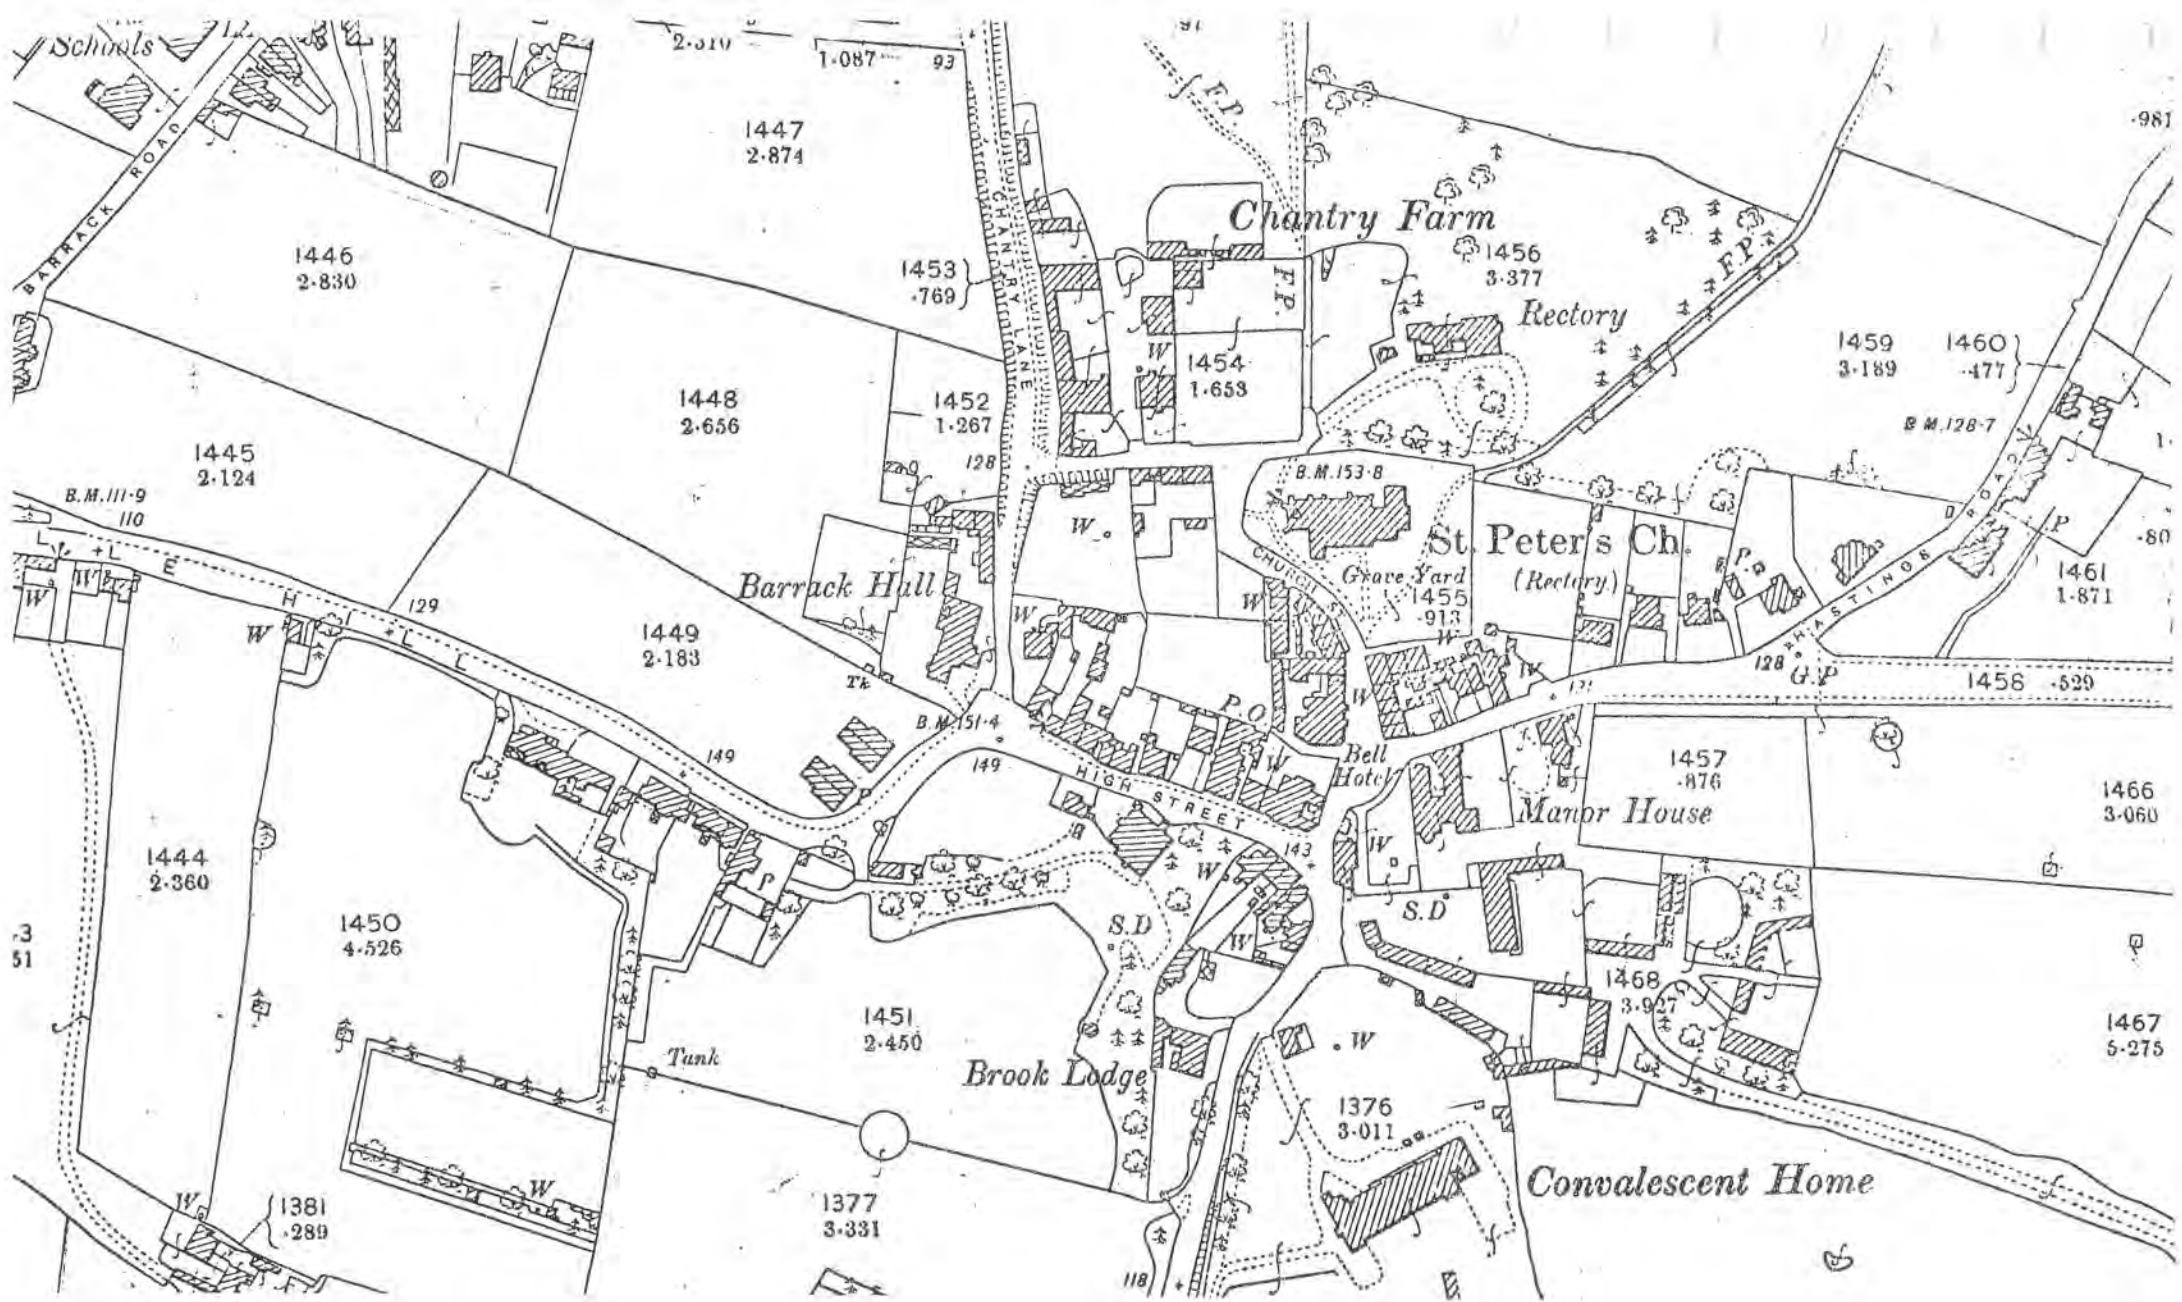 Schools
2.310
1.087
93
91
F.P.
.981
BARRACK ROAD
1447
2.874
1446
2.830
CHANTRY LANE
Chantry Farm
1453
.769
F.P.
1456
3.377
F.P.
Rectory
1459
3.189
1460
.477
W
1454
1.653
1448
2.656
1452
1.267
128
B.M.128.7
1445
2.124
B.M.111.9
110
B.M.153.8
W
St. Peter's Ch.
(Rectory)
P
P
.80
1461
1.871
HASTINGS ROAD
CHURCH ST
Grave Yard
1455
.913
W
Barrack Hall
W
W
W
W
HILL
129
W
1449
2.183
Tk
B.M.151.4
P.O.
W
W
128
G.P
1458 .529
149
149
HIGH STREET
W
Bell
Hotel
1457
.876
Manor House
1466
3.060
143
W
W
1444
2.360
P
1450
4.526
S.D
W
S.D
1468
3.927
1467
5.275
1451
2.450
Tank
Brook Lodge
W
1376
3.011
Convalescent Home
W
W
1381
.289
1377
3.331
118